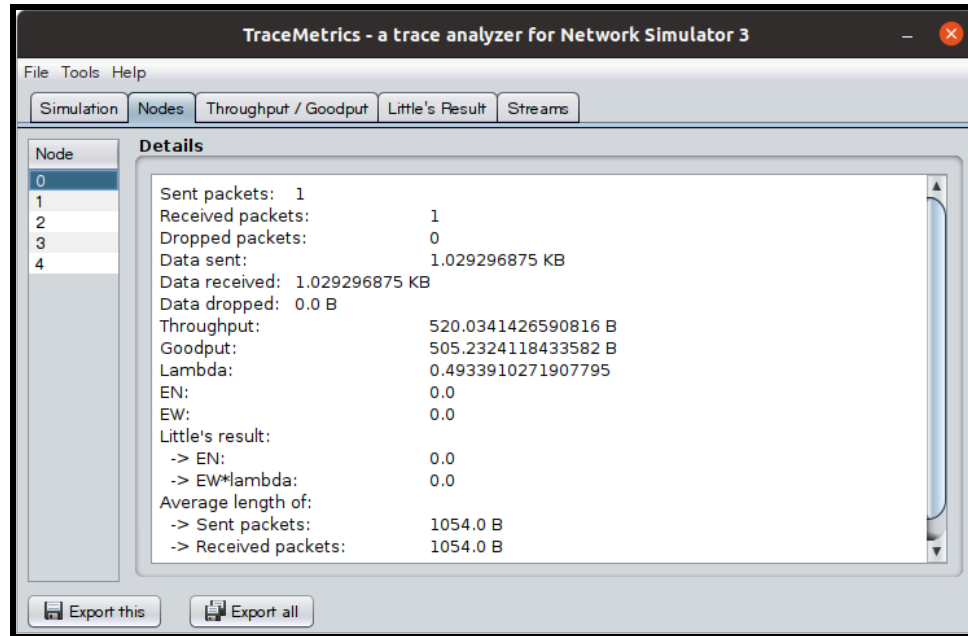 TraceMetrics - a trace analyzer for Network Simulator 3
File Tools Help
Simulation Nodes Throughput / Goodput Little's Result Streams
Node
0
1
2
3
4
Details
Sent packets: 1
Received packets: 1
Dropped packets: 0
Data sent: 1.029296875 KB
Data received: 1.029296875 KB
Data dropped: 0.0 B
Throughput: 520.0341426590816 B
Goodput: 505.2324118433582 B
Lambda: 0.4933910271907795
EN: 0.0
EW: 0.0
Little's result:
-> EN: 0.0
-> EW*lambda: 0.0
Average length of:
-> Sent packets: 1054.0 B
-> Received packets: 1054.0 B
Export this Export all